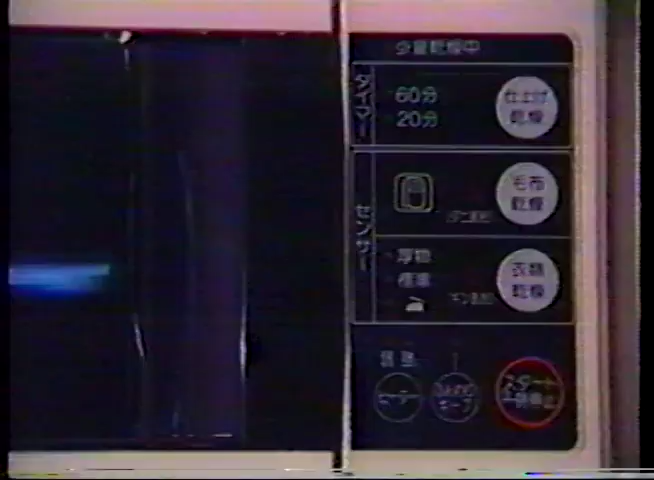 少量乾燥中
タイマー
60分
20分
仕上げ
乾燥
センサー
毛布
乾燥
厚物
標準
衣類
乾燥
スタート
一時停止